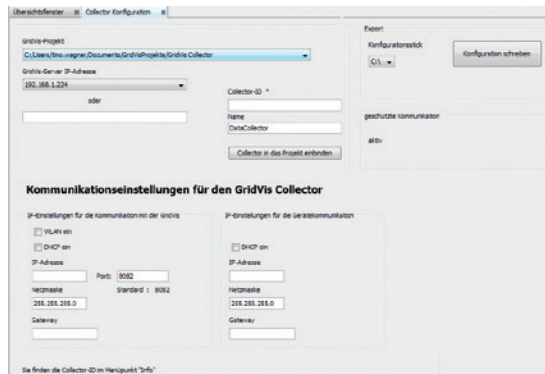 Übersichtsfenster
Collector Konfiguration
GridVis-Projekt
C:\Users/tino.wagner/Documents/GridVisProjekte/GridVis Collector
GridVis-Server IP-Adresse
192.168.1.234
oder
Collector-ID *
Name
DataCollector
Collector in das Projekt einbinden
Export
Konfigurationsstick
C:\
Konfiguration schreiben
geschützte Kommunikation
aktiv
Kommunikationseinstellungen für den GridVis Collector
IP-Einstellungen für die Kommunikation mit der GridVis
WLAN ein
DHCP ein
IP-Adresse
Port: 8082
Netzmaske
Standard : 8082
255.255.255.0
Gateway
IP-Einstellungen für die Gerätekommunikation
DHCP ein
IP-Adresse
Netzmaske
255.255.255.0
Gateway
Sie finden die Collector-ID im Menüpunkt "Info"